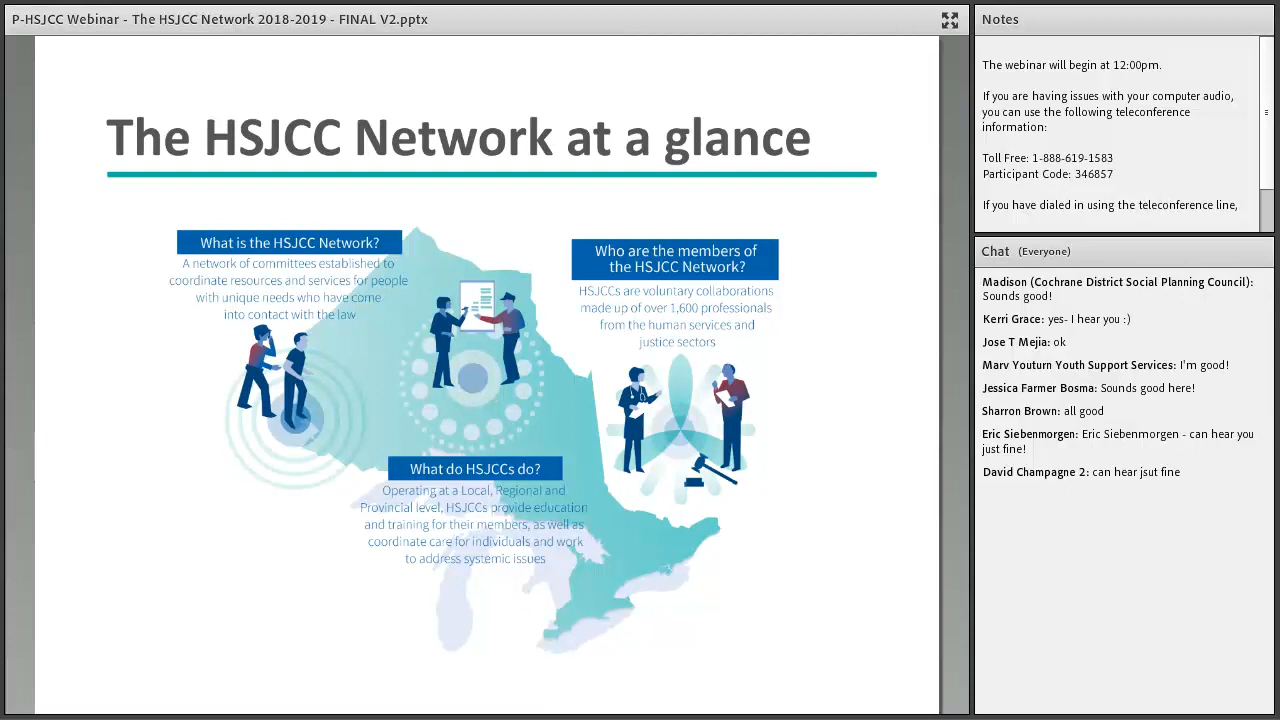 P-HSJCC Webinar - The HSJCC Network 2018-2019 - FINAL V2.pptx
The HSJCC Network at a glance
What is the HSJCC Network?
A network of committees established to
coordinate resources and services for people
with unique needs who have come
into contact with the law
Who are the members of
the HSJCC Network?
HSJCCs are voluntary collaborations
made up of over 1,600 professionals
from the human services and
justice sectors
What do HSJCCs do?
Operating at a Local, Regional and
Provincial level, HSJCCs provide education
and training for their members, as well as
coordinate care for individuals and work
to address systemic issues
Notes
The webinar will begin at 12:00pm.
If you are having issues with your computer audio,
you can use the following teleconference
information:
Toll Free: 1-888-619-1583
Participant Code: 346857
If you have dialed in using the teleconference line,
Chat (Everyone)
Madison (Cochrane District Social Planning Council):
Sounds good!
Kerri Grace: yes- I hear you :)
Jose T Mejia: ok
Marv Youturn Youth Support Services: I'm good!
Jessica Farmer Bosma: Sounds good here!
Sharron Brown: all good
Eric Siebenmorgen: Eric Siebenmorgen - can hear you
just fine!
David Champagne 2: can hear jsut fine